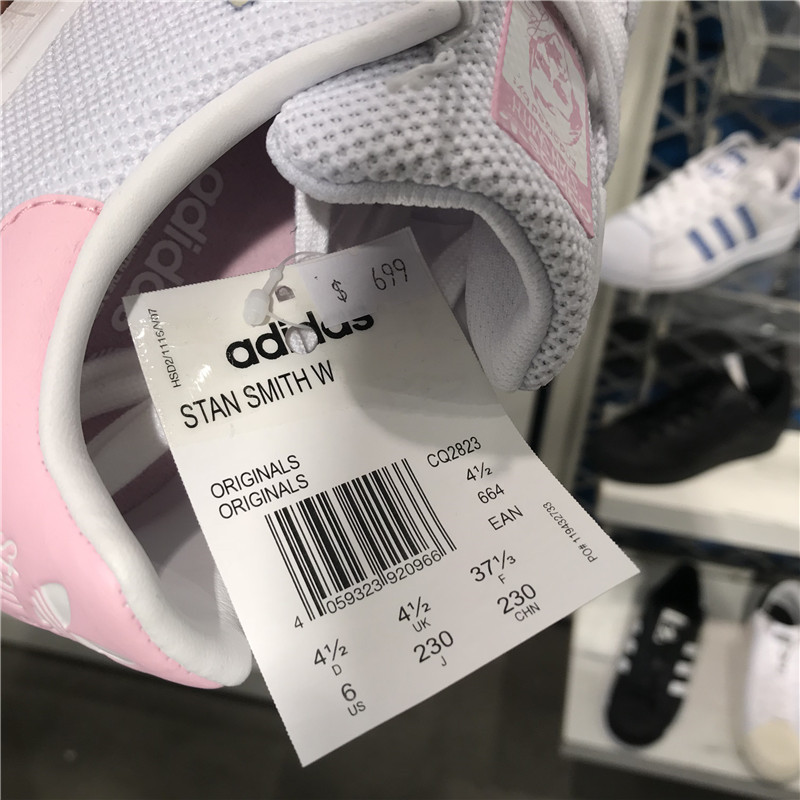 adidas
$ 699
HSD2/1116/V/97
adidas
STAN SMITH W
ORIGINALS
ORIGINALS
CQ2823
4½
664
EAN
PO# 119432733
4 059323 920966
4½
D
4½
UK
37⅓
F
6
US
230
J
230
CHN